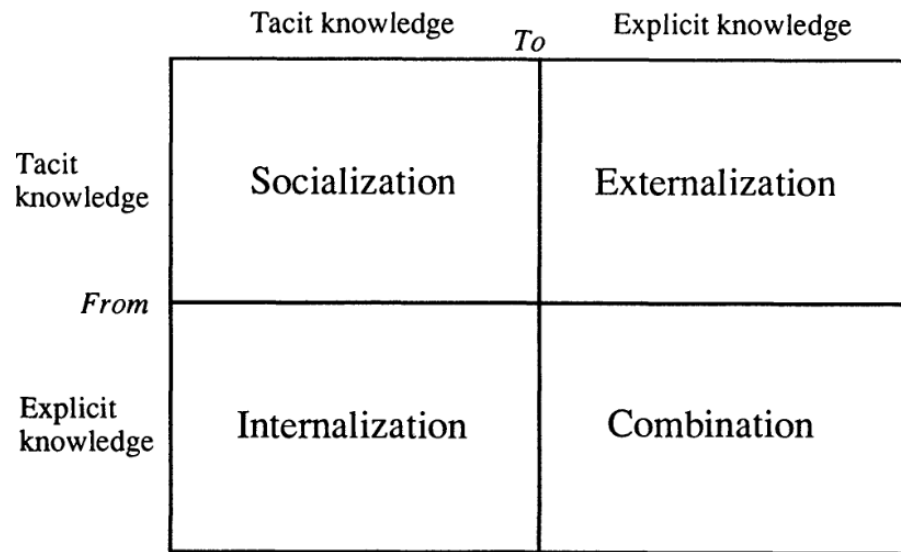 Tacit knowledge
To
Explicit knowledge
Tacit
knowledge
Socialization
Externalization
From
Explicit
knowledge
Internalization
Combination